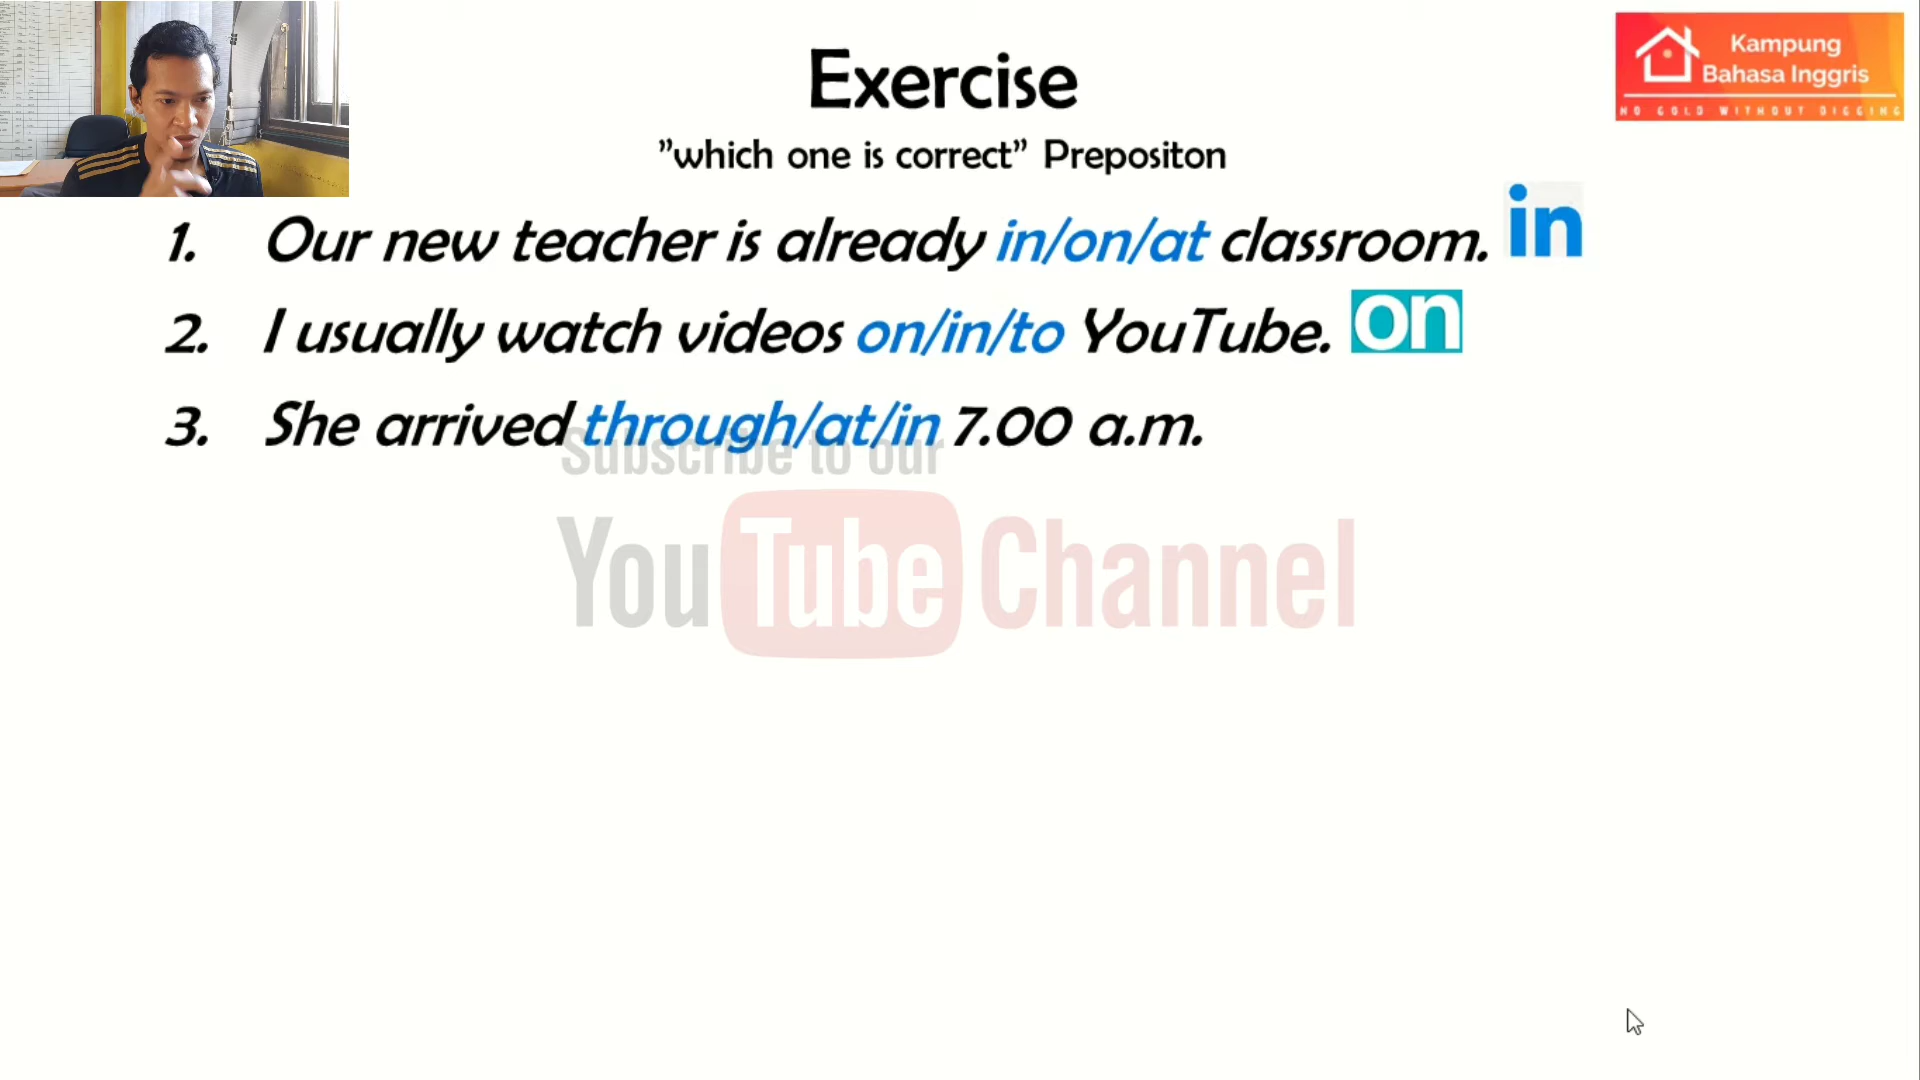 Exercise
"which one is correct" Prepositon
Kampung
Bahasa Inggris
NO GOLD WITHOUT DIGGING
1. Our new teacher is already in/on/at classroom. in
2. I usually watch videos on/in/to YouTube. on
3. She arrived through/at/in 7.00 a.m.
Subscribe to our
YouTube Channel